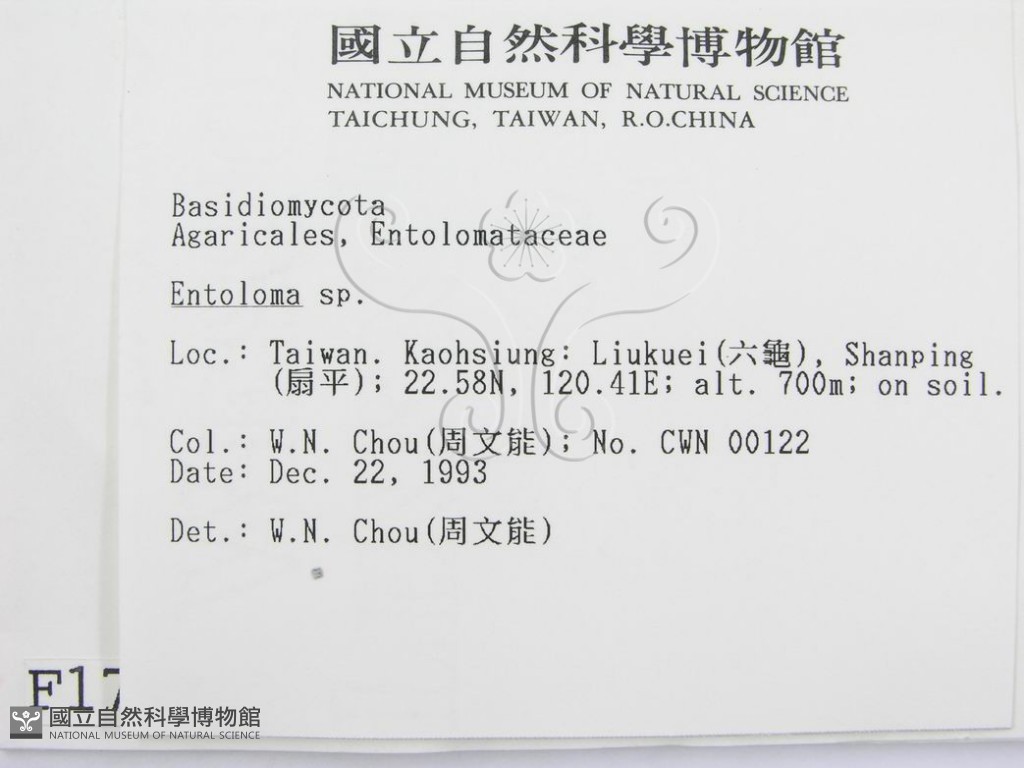 國立自然科學博物館
NATIONAL MUSEUM OF NATURAL SCIENCE
TAICHUNG, TAIWAN, R.O.CHINA
Basidiomycota
Agaricales, Entolomataceae
Entoloma sp.
Loc.: Taiwan. Kaohsiung: Liukuei(六龜), Shanping
(扇平); 22.58N, 120.41E; alt. 700m; on soil.
Col.: W.N. Chou(周文能); No. CWN 00122
Date: Dec. 22, 1993
Det.: W.N. Chou(周文能)
F17
國立自然科學博物館
NATIONAL MUSEUM OF NATURAL SCIENCE